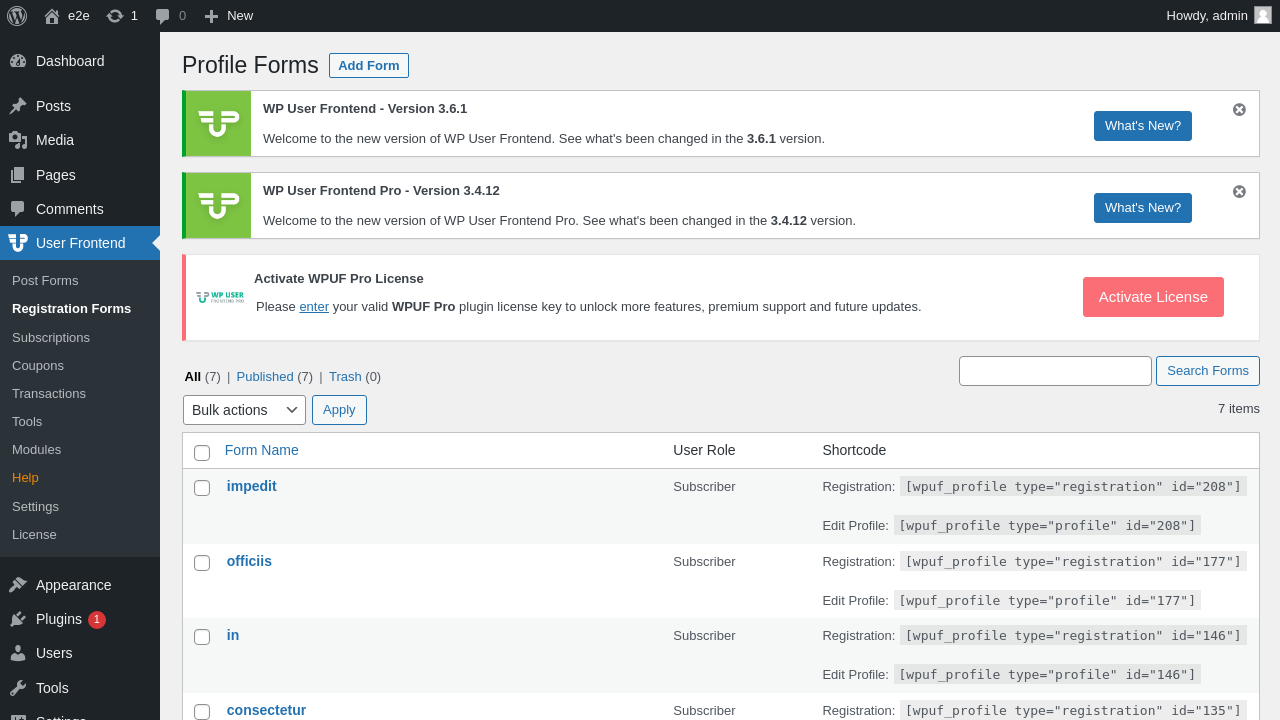 e2e
1
0
New
Howdy, admin
Dashboard
Posts
Media
Pages
Comments
User Frontend
Post Forms
Registration Forms
Subscriptions
Coupons
Transactions
Tools
Modules
Help
Settings
License
Appearance
Plugins 1
Users
Tools
Settings
Profile Forms
Add Form
WP User Frontend - Version 3.6.1
Welcome to the new version of WP User Frontend. See what's been changed in the 3.6.1 version.
What's New?
WP User Frontend Pro - Version 3.4.12
Welcome to the new version of WP User Frontend Pro. See what's been changed in the 3.4.12 version.
What's New?
WP USER
FRONTEND PRO
Activate WPUF Pro License
Please enter your valid WPUF Pro plugin license key to unlock more features, premium support and future updates.
Activate License
All (7) | Published (7) | Trash (0)
Search Forms
Bulk actions
Apply
7 items
Form Name User Role Shortcode
impedit Subscriber Registration: [wpuf_profile type="registration" id="208"]
Edit Profile: [wpuf_profile type="profile" id="208"]
officiis Subscriber Registration: [wpuf_profile type="registration" id="177"]
Edit Profile: [wpuf_profile type="profile" id="177"]
in Subscriber Registration: [wpuf_profile type="registration" id="146"]
Edit Profile: [wpuf_profile type="profile" id="146"]
consectetur Subscriber Registration: [wpuf_profile type="registration" id="135"]